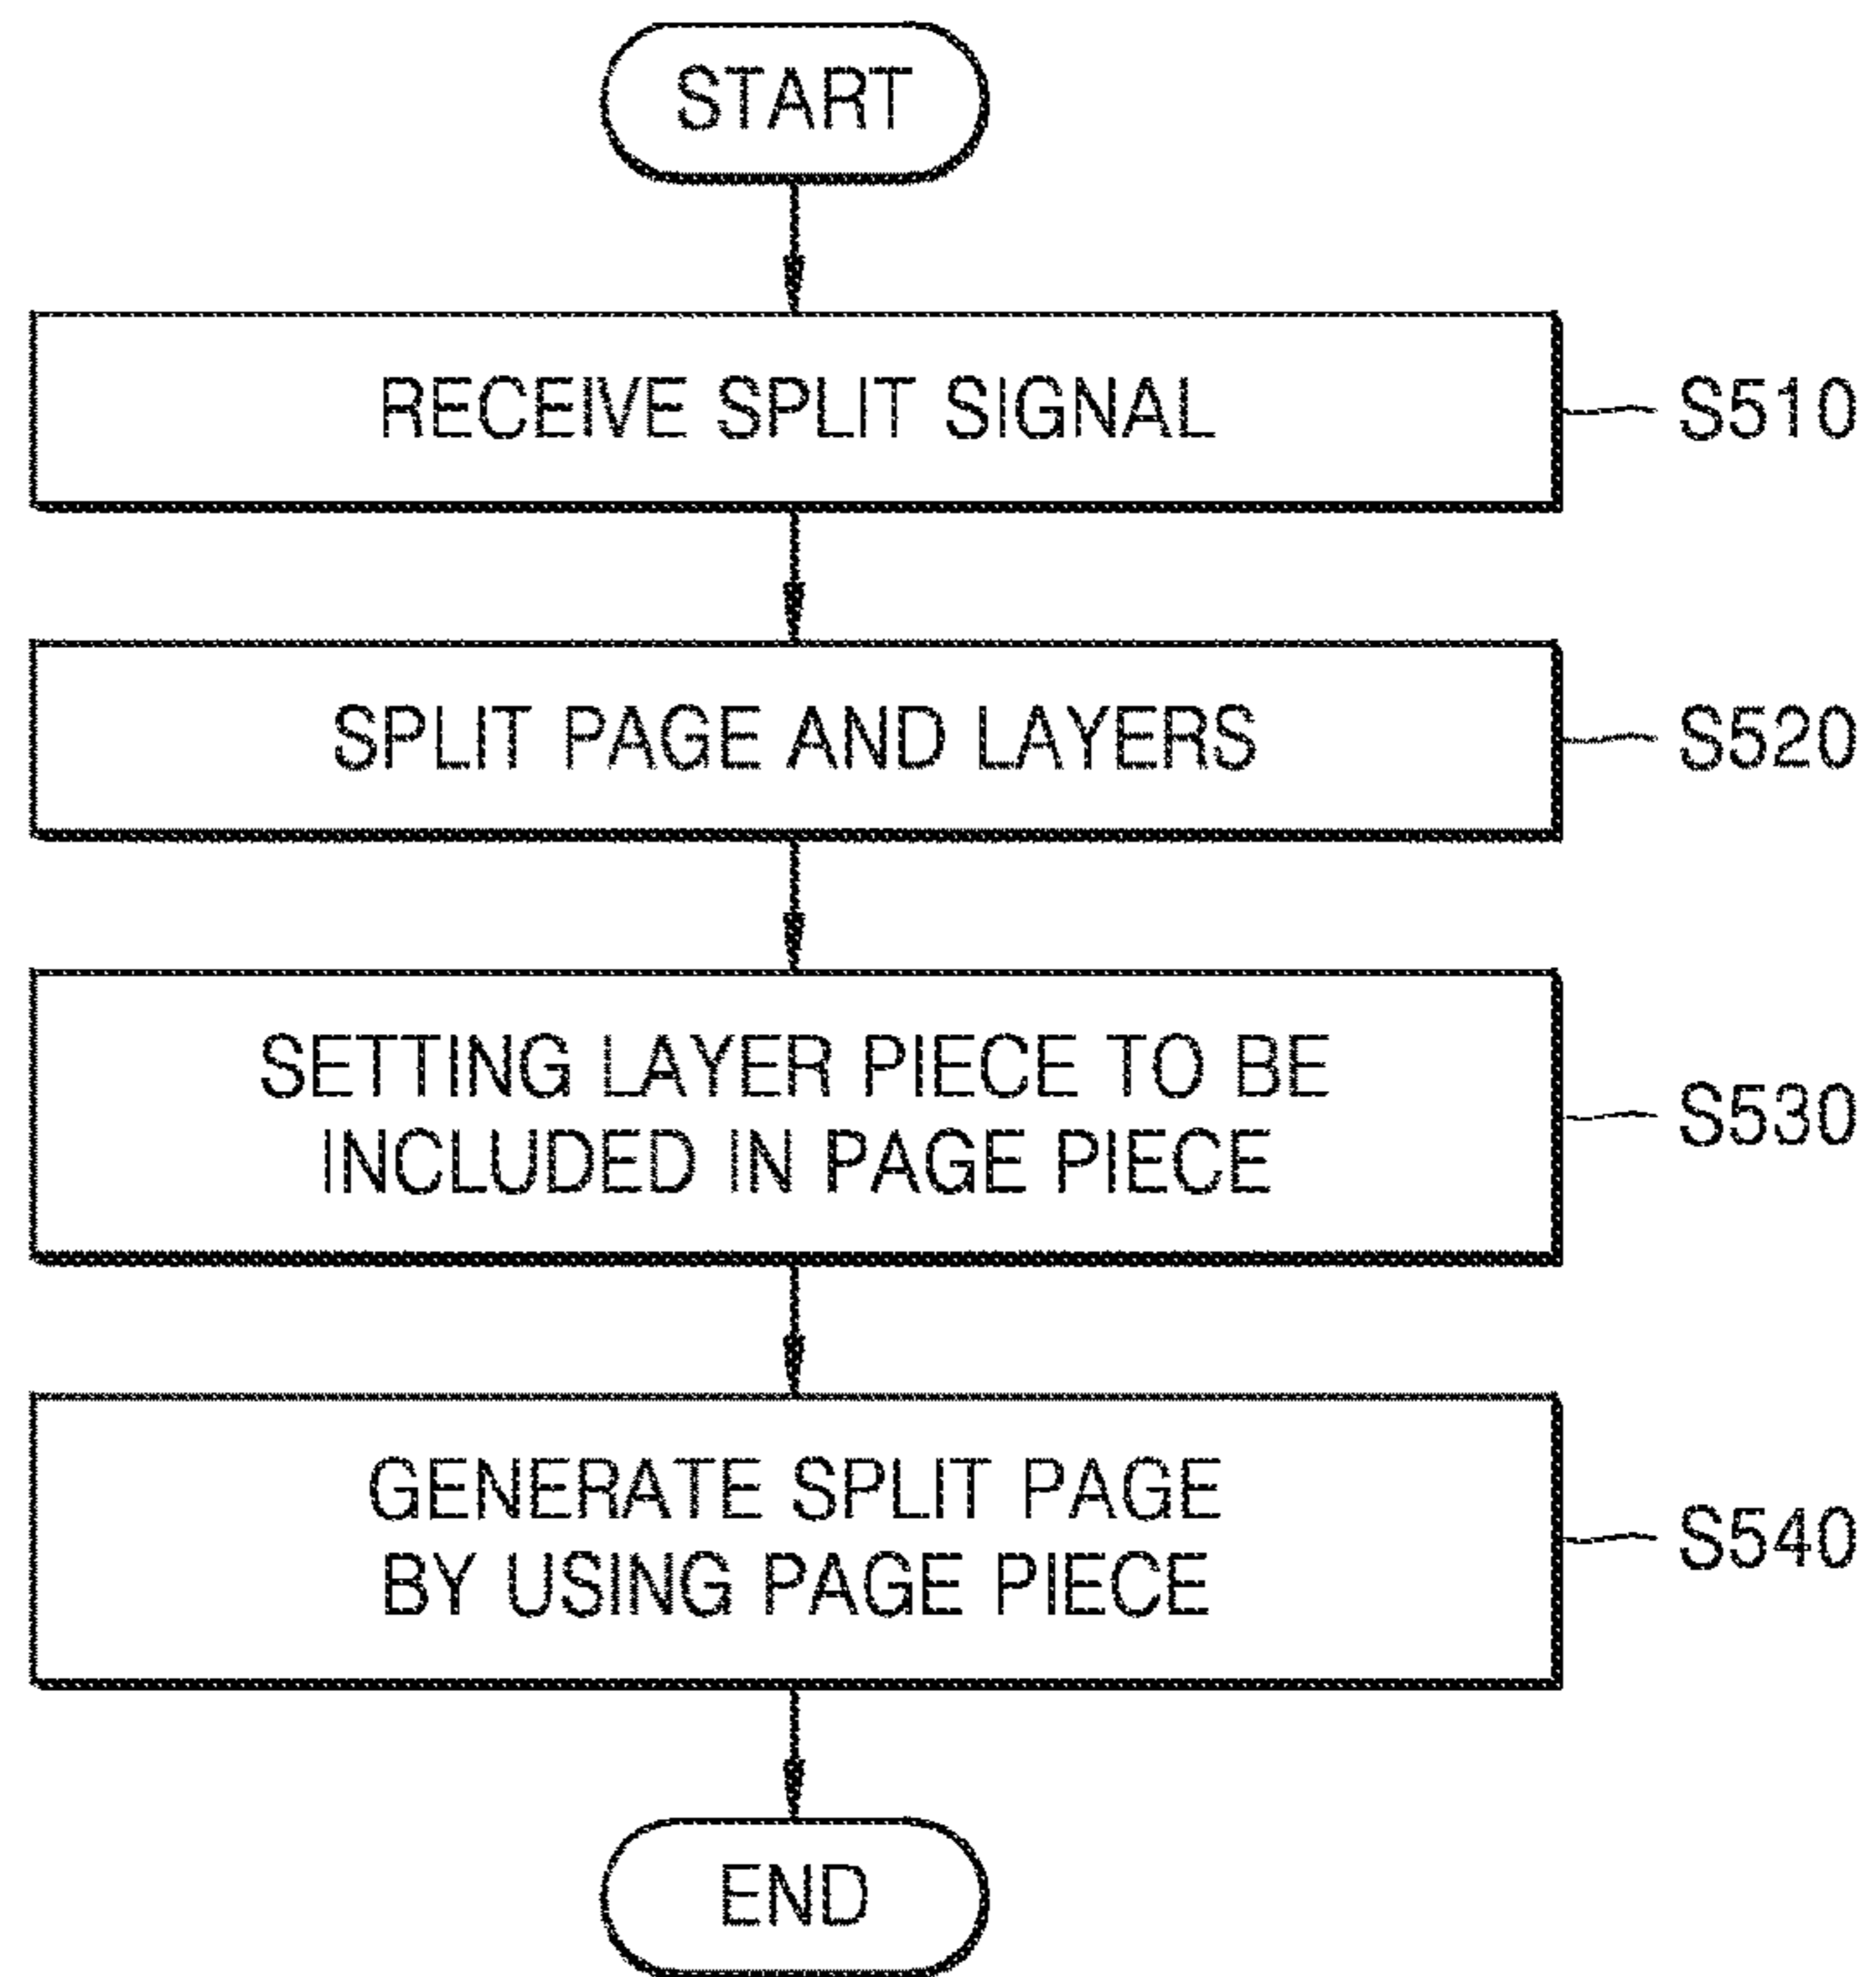 START
RECEIVE SPLIT SIGNAL
S510
SPLIT PAGE AND LAYERS
S520
SETTING LAYER PIECE TO BE
INCLUDED IN PAGE PIECE
S530
GENERATE SPLIT PAGE
BY USING PAGE PIECE
S540
END